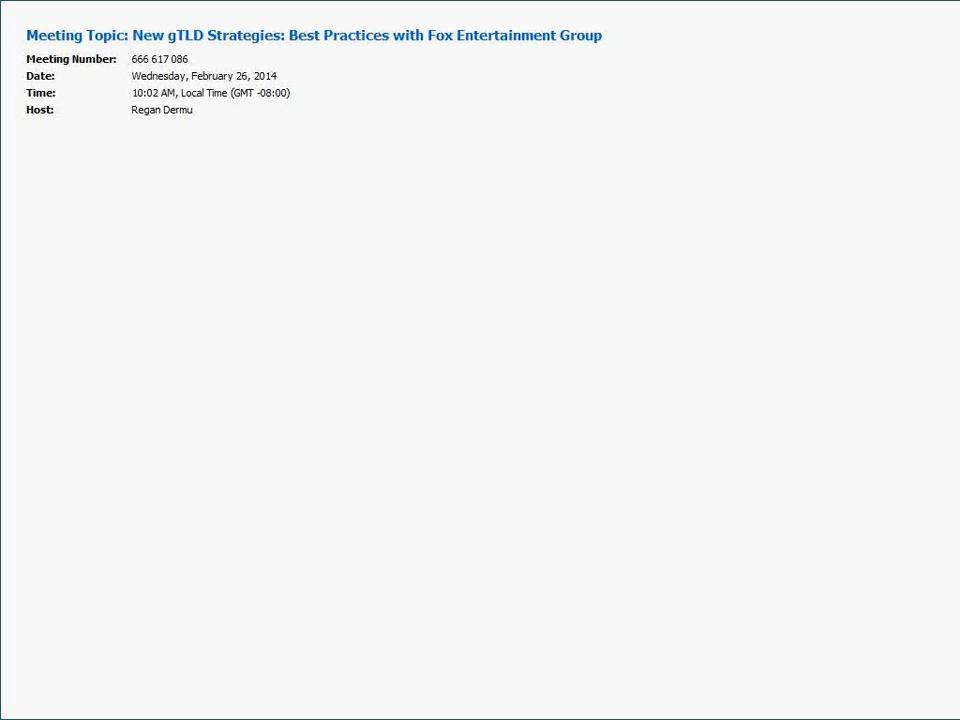 Meeting Topic: New gTLD Strategies: Best Practices with Fox Entertainment Group
Meeting Number: 666 617 086
Date: Wednesday, February 26, 2014
Time: 10:02 AM, Local Time (GMT -08:00)
Host: Regan Dermu